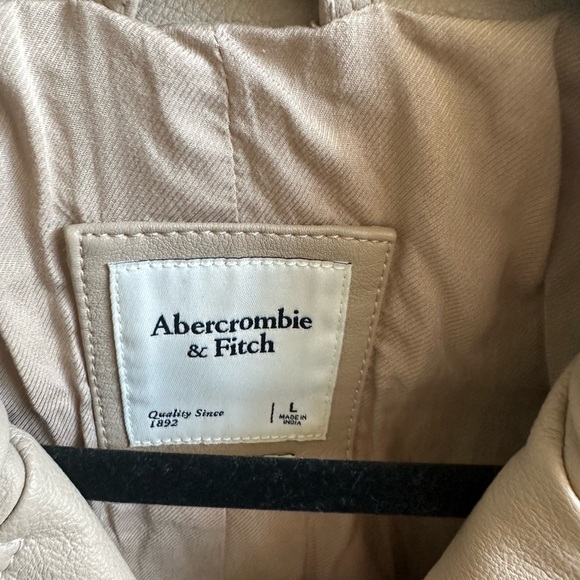 Abercrombie
& Fitch
Quality Since
1892
L
MADE IN
INDIA